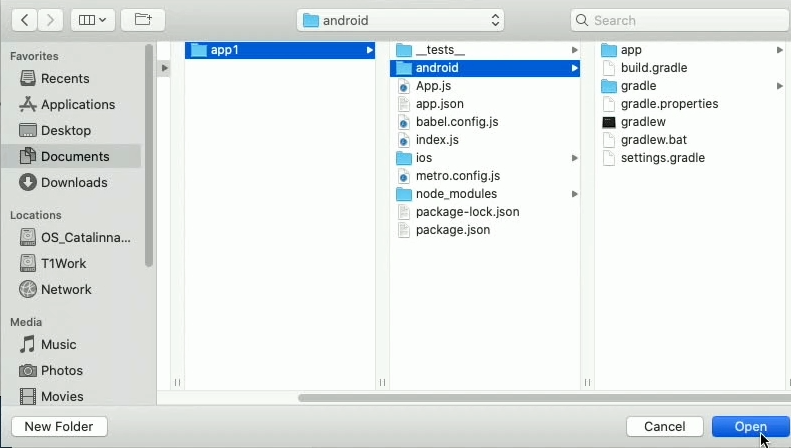 android
Search
Favorites
Recents
Applications
Desktop
Documents
Downloads
Locations
OS_Catalinna...
T1Work
Network
Media
Music
Photos
Movies
app1
__tests__
android
App.js
app.json
babel.config.js
index.js
ios
metro.config.js
node_modules
package-lock.json
package.json
app
build.gradle
gradle
gradle.properties
gradlew
gradlew.bat
settings.gradle
New Folder
Cancel
Open